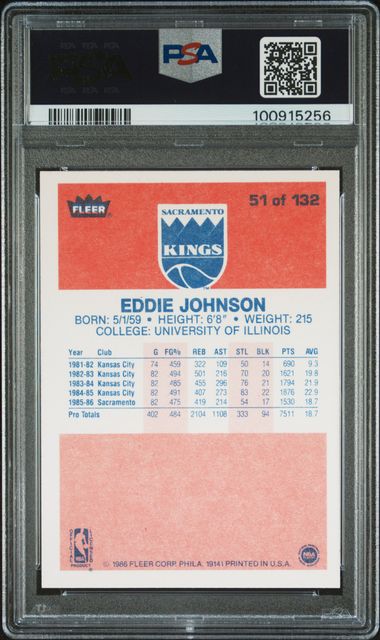 PSA
100915256
FLEER
51 of 132
SACRAMENTO
KINGS
TM
EDDIE JOHNSON
BORN: 5/1/59 • HEIGHT: 6'8" • WEIGHT: 215
COLLEGE: UNIVERSITY OF ILLINOIS
Year Club G FG% REB AST STL BLK PTS AVG
1981-82 Kansas City 74 459 322 109 50 14 690 9.3
1982-83 Kansas City 82 494 501 216 70 20 1621 19.8
1983-84 Kansas City 82 485 455 296 76 21 1794 21.9
1984-85 Kansas City 82 491 407 273 83 22 1876 22.9
1985-86 Sacramento 82 475 419 214 54 17 1530 18.7
Pro Totals 402 484 2104 1108 333 94 7511 18.7
OFFICIAL LICENSED
NBA
PRODUCT
© 1986 FLEER CORP. PHILA. 19141 PRINTED IN U.S.A.